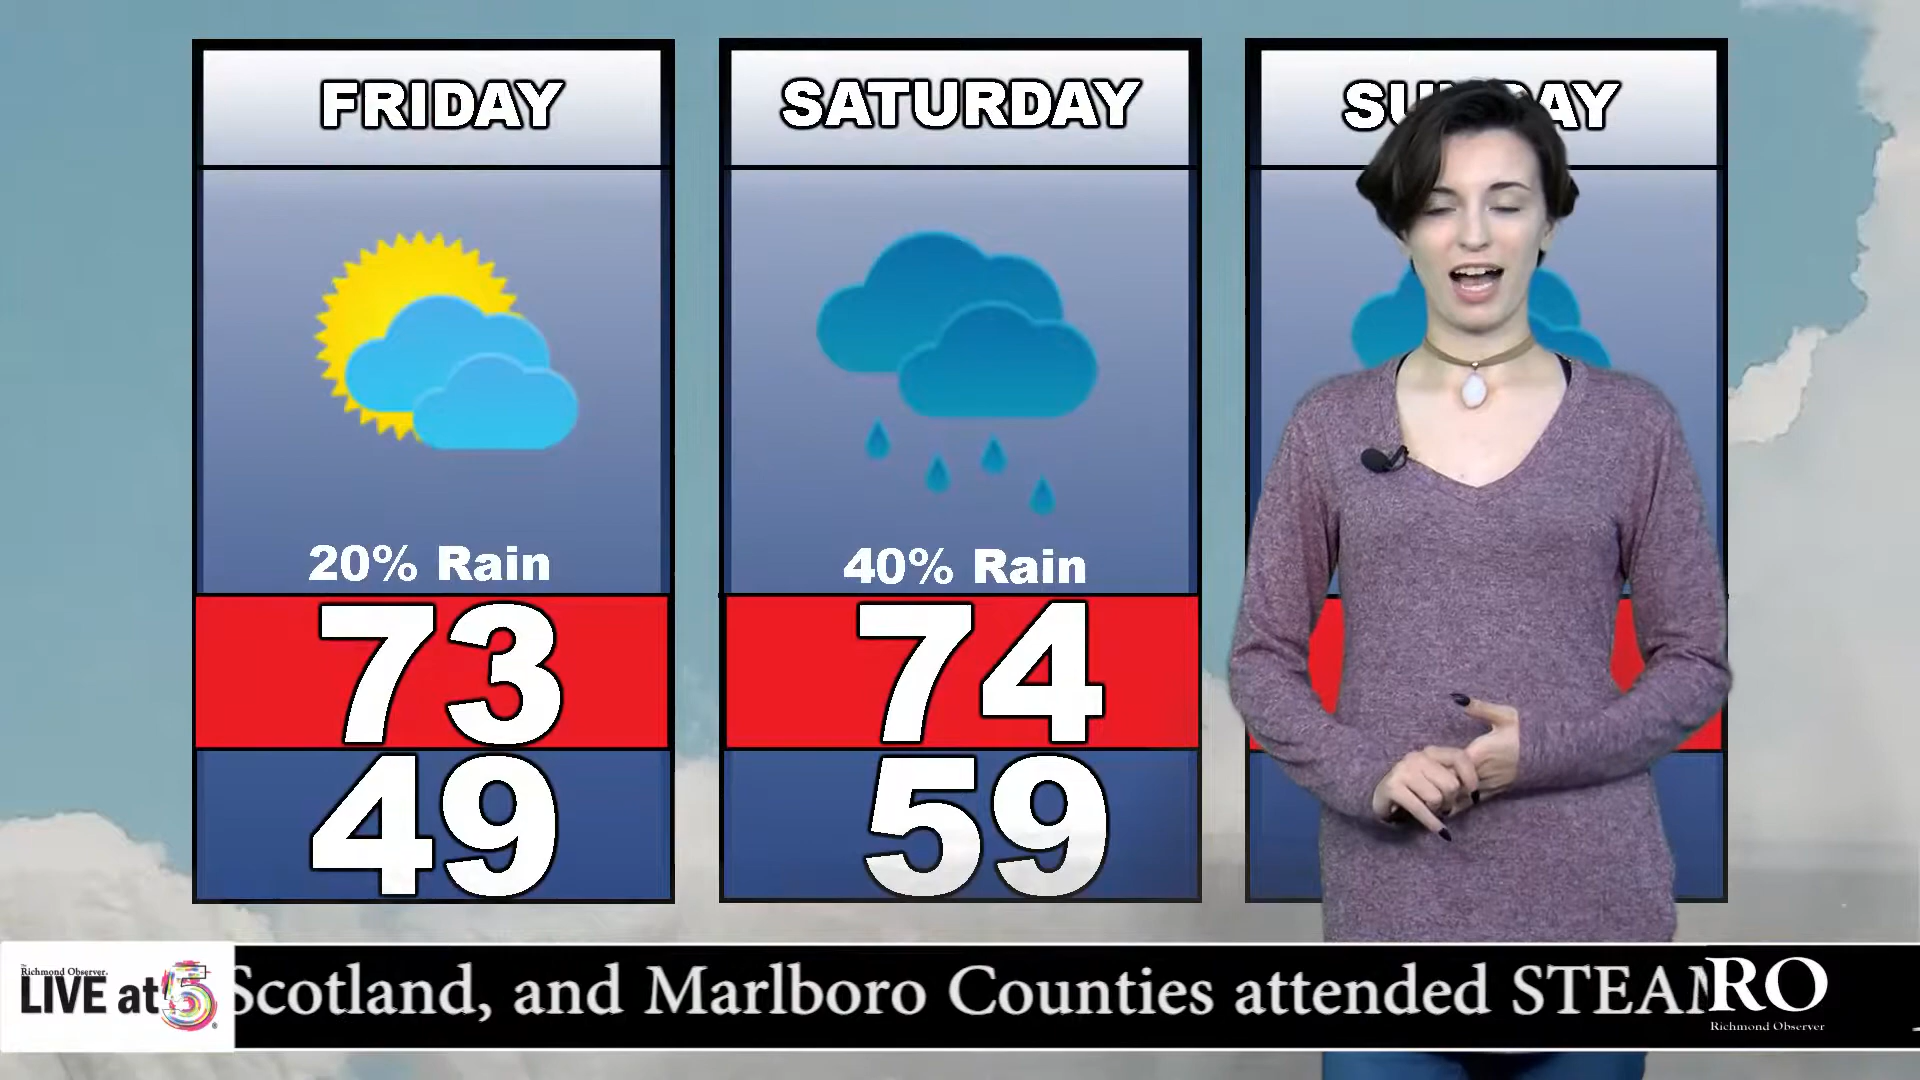 FRIDAY
20% Rain
73
49
SATURDAY
40% Rain
74
59
Richmond Observer
LIVE at 5
Scotland, and Marlboro Counties attended STEAM
RO
Richmond Observer